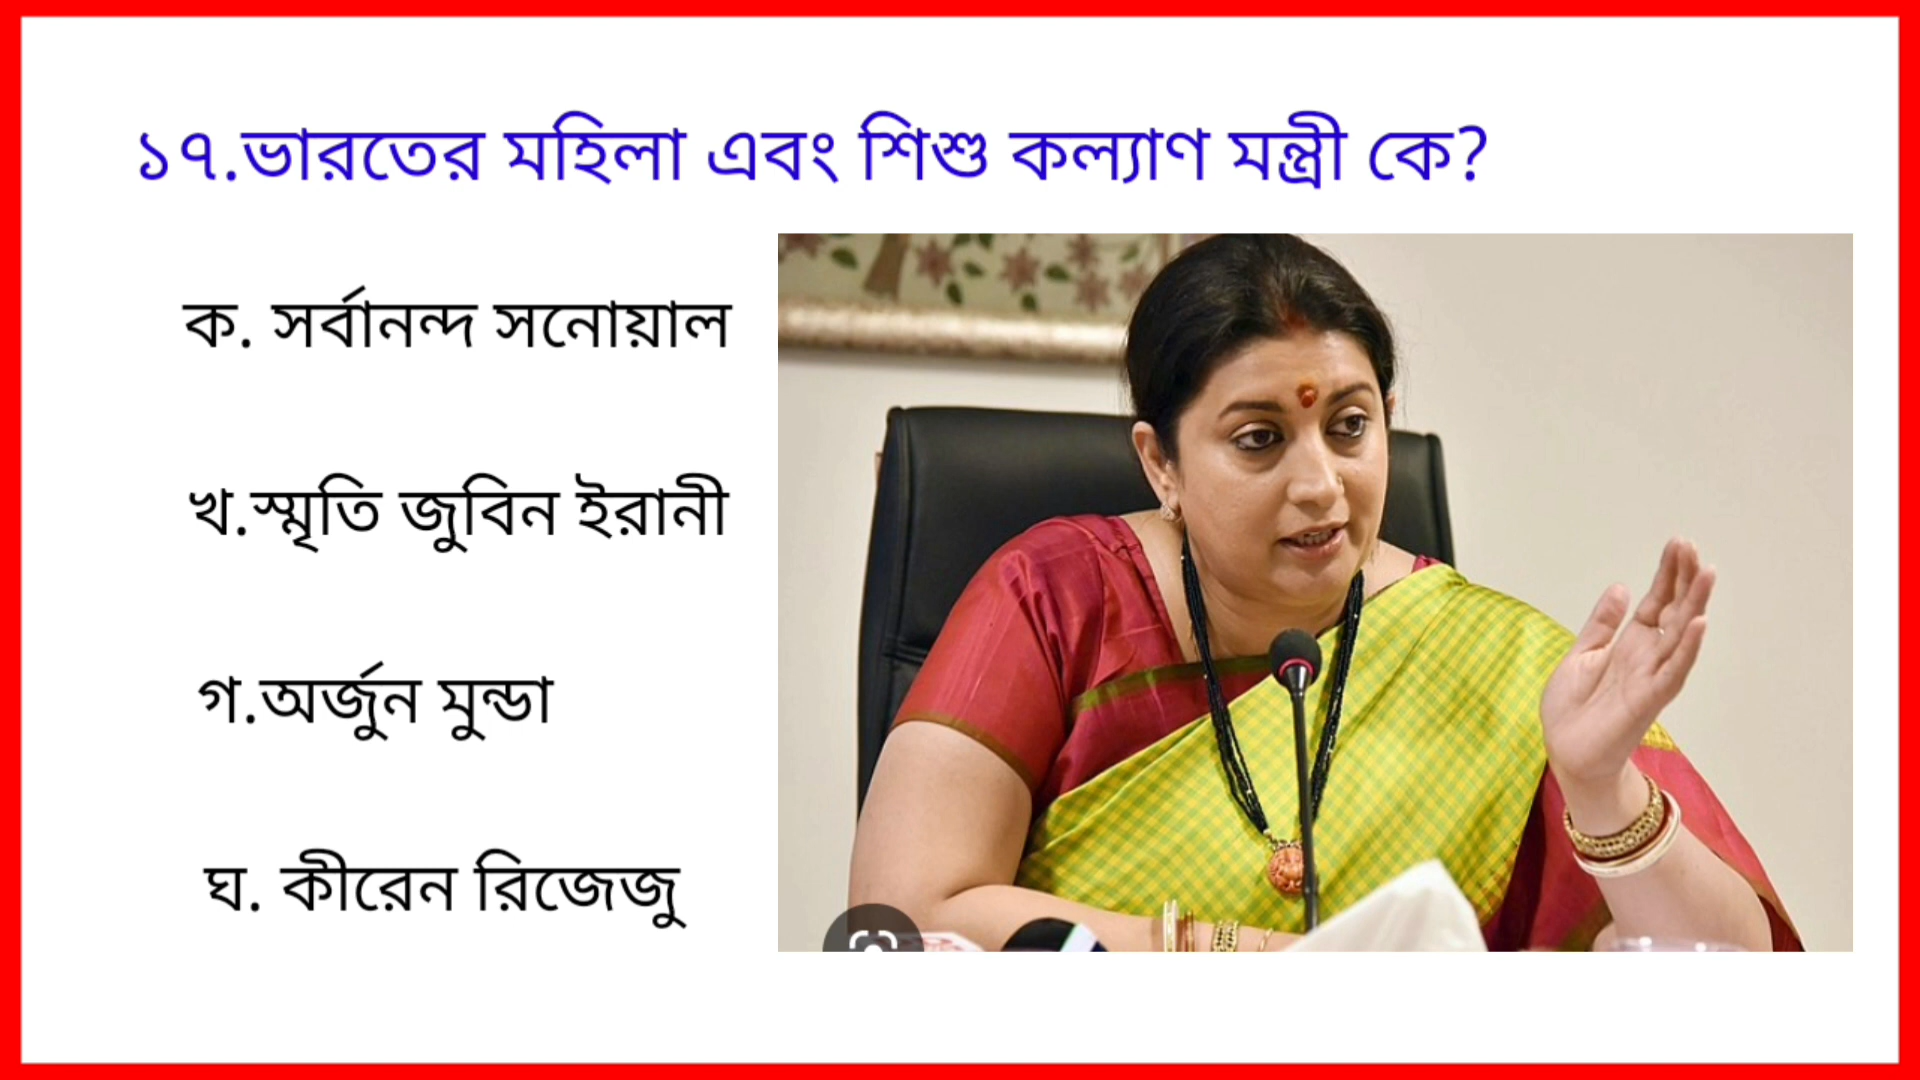 ১৭.ভারতের মহিলা এবং শিশু কল্যাণ মন্ত্রী কে?
ক. সর্বানন্দ সনোয়াল
খ.স্মৃতি জুবিন ইরানী
গ.অর্জুন মুন্ডা
ঘ. কীরেন রিজেজু